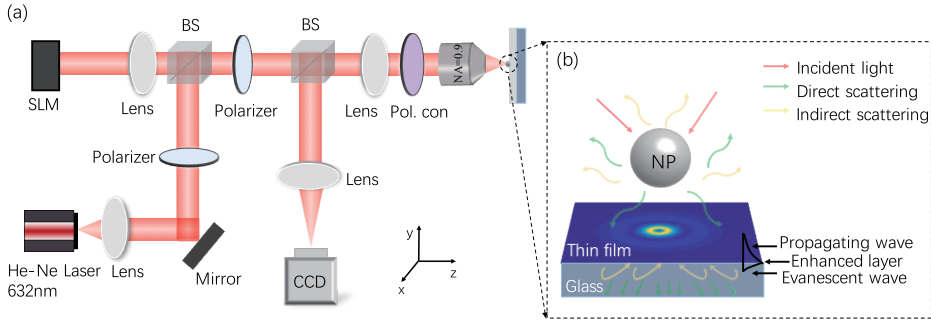 (a)
BS
BS
SLM
Lens
Polarizer
Lens
Pol. con
NA=0.9
Polarizer
Lens
He-Ne Laser
632nm
Lens
Mirror
CCD
y
z
x
(b)
Incident light
Direct scattering
Indirect scattering
NP
Thin film
Glass
Propagating wave
Enhanced layer
Evanescent wave